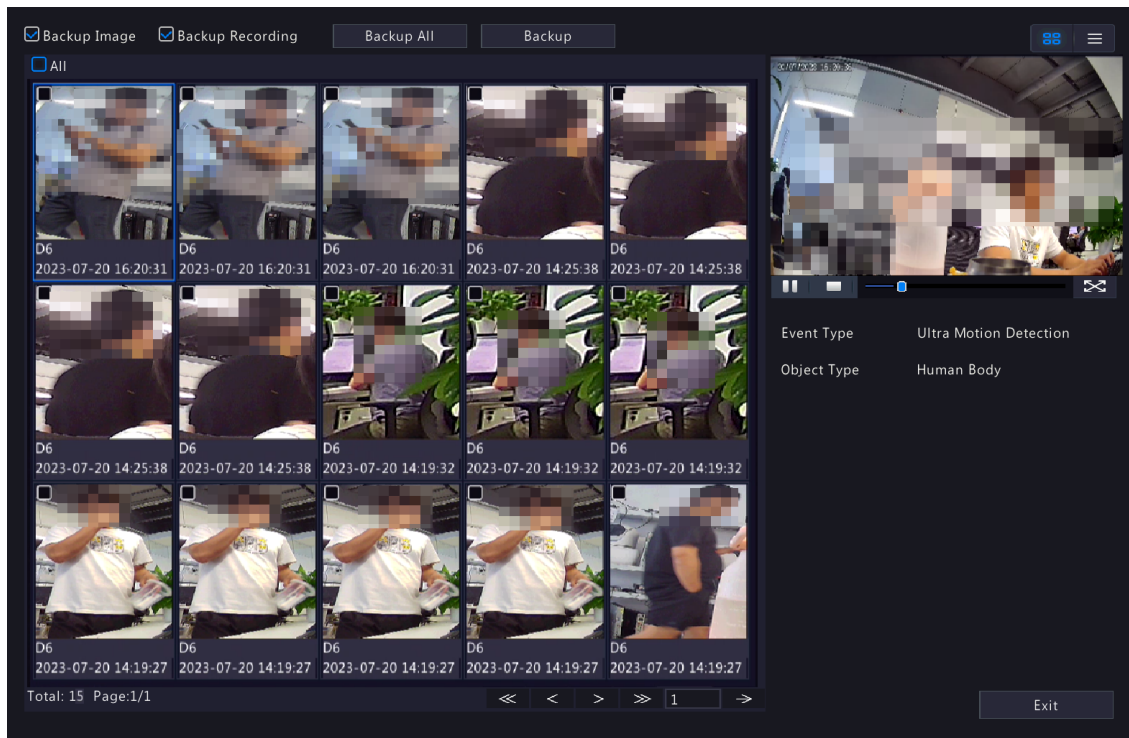 Backup Image Backup Recording Backup All Backup
All
D6 D6 D6 D6 D6
2023-07-20 16:20:31 2023-07-20 16:20:31 2023-07-20 16:20:31 2023-07-20 14:25:38 2023-07-20 14:25:38
D6 D6 D6 D6 D6
2023-07-20 14:25:38 2023-07-20 14:25:38 2023-07-20 14:19:32 2023-07-20 14:19:32 2023-07-20 14:19:32
D6 D6 D6 D6 D6
2023-07-20 14:19:27 2023-07-20 14:19:27 2023-07-20 14:19:27 2023-07-20 14:19:27 2023-07-20 14:19:27
Total: 15 Page:1/1
1
Event Type Ultra Motion Detection
Object Type Human Body
Exit